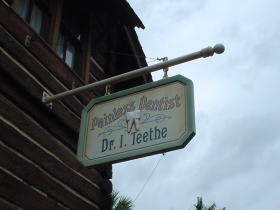 Painless Dentist
Dr. I. Teethe